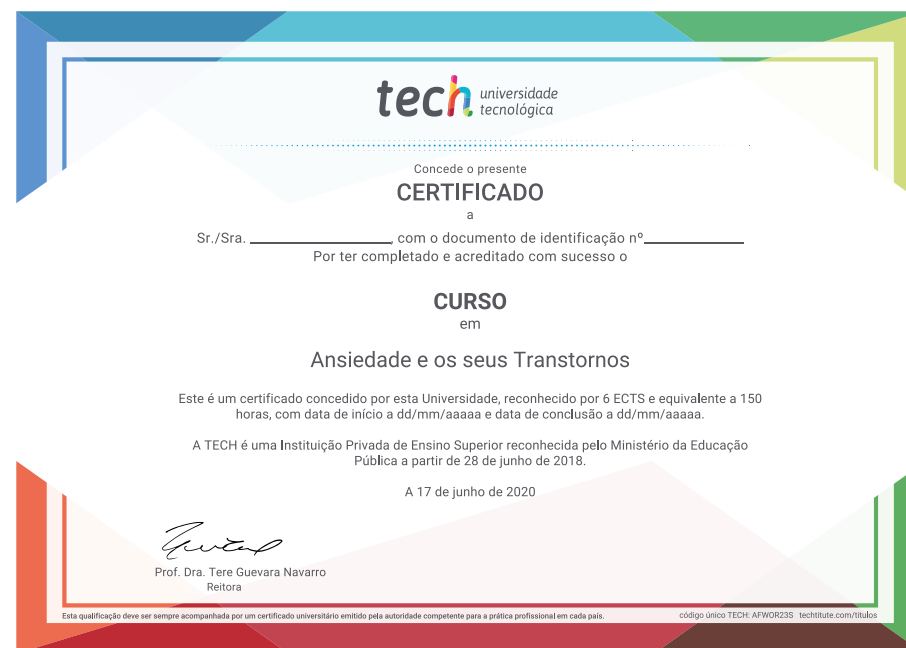 tech universidade
tecnológica
Concede o presente
CERTIFICADO
a
Sr./Sra. _________________, com o documento de identificação nº____________
Por ter completado e acreditado com sucesso o
CURSO
em
Ansiedade e os seus Transtornos
Este é um certificado concedido por esta Universidade, reconhecido por 6 ECTS e equivalente a 150
horas, com data de início a dd/mm/aaaaa e data de conclusão a dd/mm/aaaaa.
A TECH é uma Instituição Privada de Ensino Superior reconhecida pelo Ministério da Educação
Pública a partir de 28 de junho de 2018.
A 17 de junho de 2020
Prof. Dra. Tere Guevara Navarro
Reitora
Esta qualificação deve ser sempre acompanhada por um certificado universitário emitido pela autoridade competente para a prática profissional em cada país.
código único TECH: AFWOR23S techtitute.com/titulos